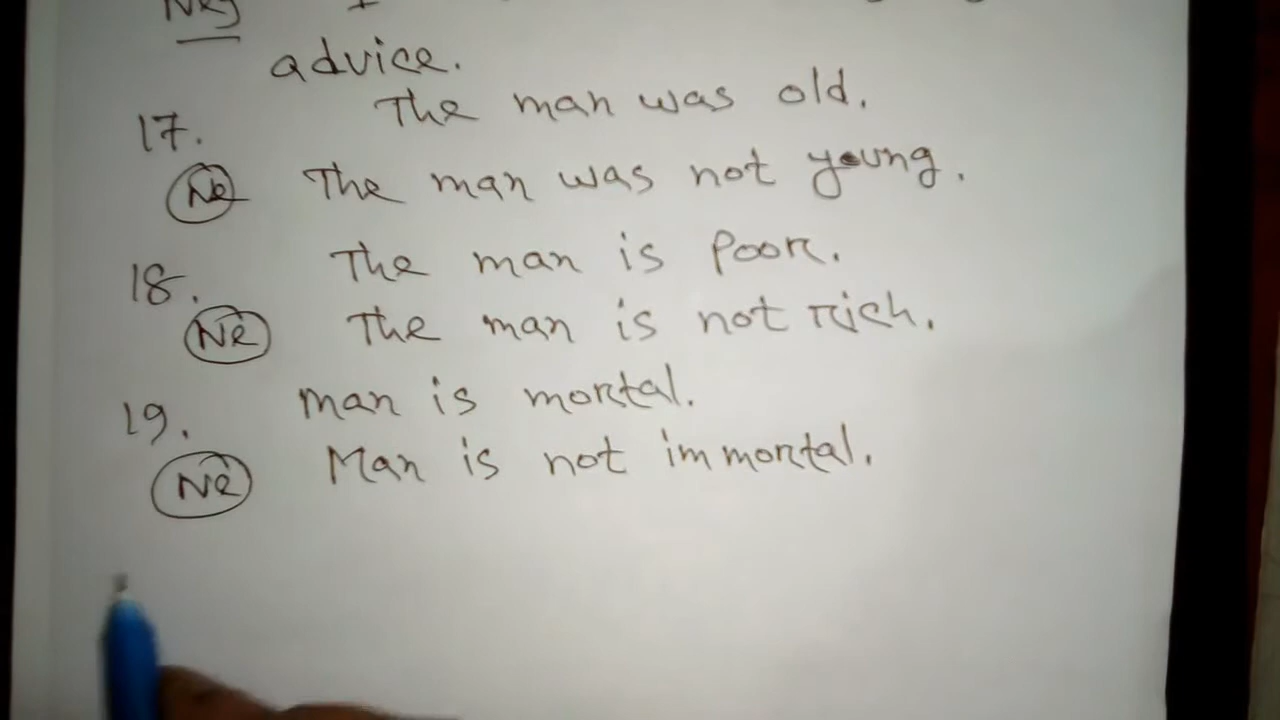 Neg I
advice.
17. The man was old.
Ne The man was not young.
18. The man is Poor.
Ne The man is not rich.
19. man is mortal.
Ne Man is not immortal.